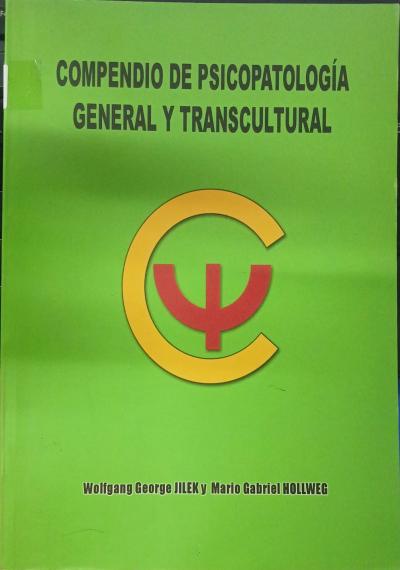 COMPENDIO DE PSICOPATOLOGÍA
GENERAL Y TRANSCULTURAL
Wolfgang George JILEK y Mario Gabriel HOLLWEG